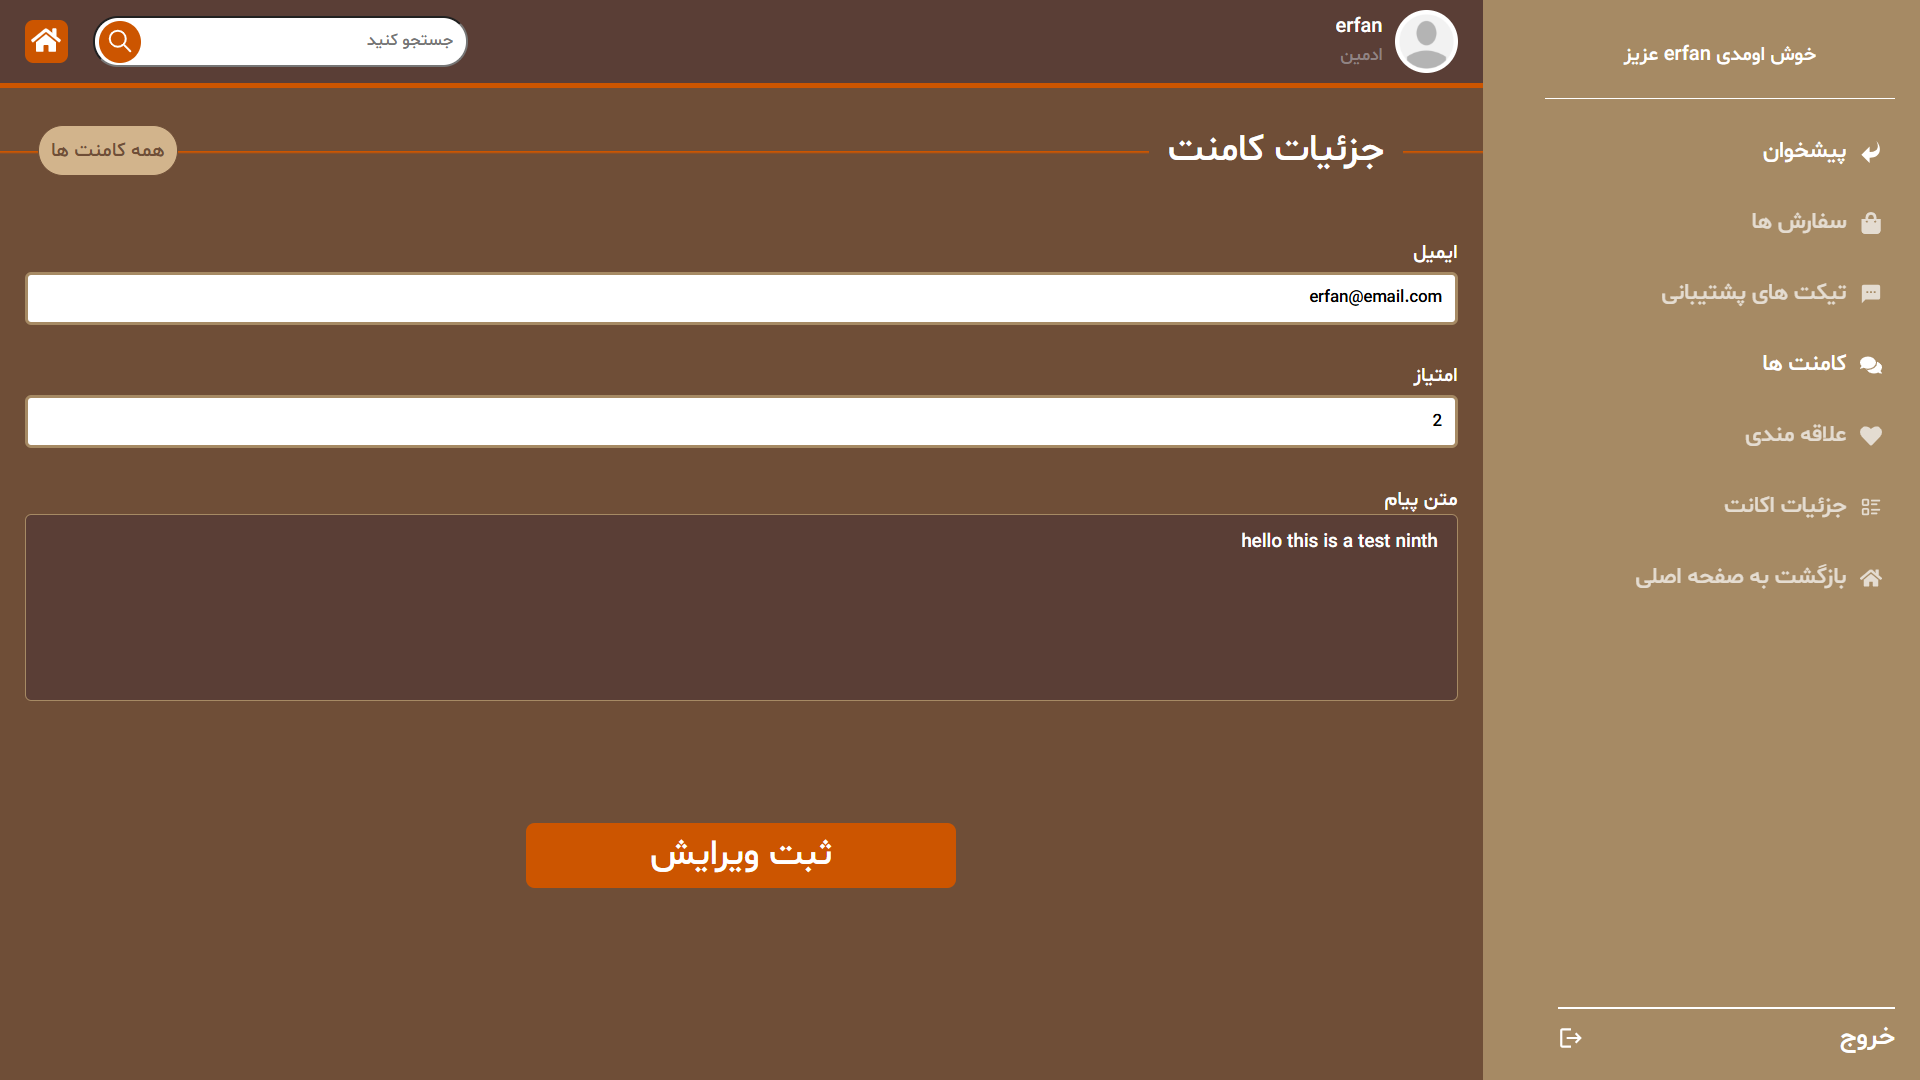 خوش اومدی erfan عزیز
پیشخوان
سفارش ها
تیکت های پشتیبانی
کامنت ها
علاقه مندی
جزئیات اکانت
بازگشت به صفحه اصلی
خروج
erfan
ادمین
جستجو کنید
جزئیات کامنت
همه کامنت ها
ایمیل
erfan@email.com
امتیاز
2
متن پیام
hello this is a test ninth
ثبت ویرایش